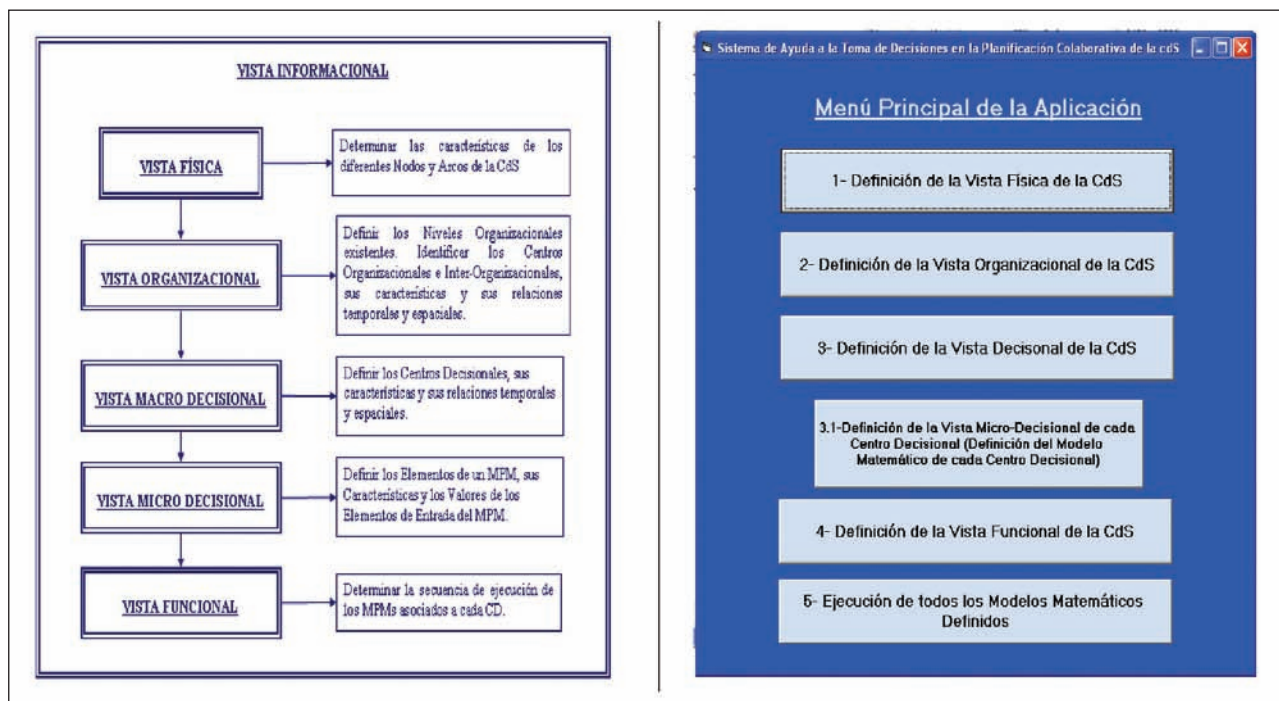 VISTA INFORMACIONAL
VISTA FÍSICA
Determinar las características de los
diferentes Nodos y Arcos de la CdS
VISTA ORGANIZACIONAL
Definir los Niveles Organizacionales
existentes. Identificar los Centros
Organizacionales e Inter-Organizacionales,
sus características y sus relaciones
temporales y espaciales.
VISTA MACRO DECISIONAL
Definir los Centros Decisionales, sus
características y sus relaciones temporales
y espaciales.
VISTA MICRO DECISIONAL
Definir los Elementos de un MPM, sus
Características y los Valores de los
Elementos de Entrada del MPM.
VISTA FUNCIONAL
Determinar la secuencia de ejecución de
los MPMs asociados a cada CD.
Sistema de Ayuda a la Toma de Decisiones en la Planificación Colaborativa de la cdS
Menú Principal de la Aplicación
1- Definición de la Vista Física de la CdS
2- Definición de la Vista Organizacional de la CdS
3- Definición de la Vista Decisonal de la CdS
3.1-Definición de la Vista Micro-Decisional de cada
Centro Decisional (Definición del Modelo
Matemático de cada Centro Decisional)
4- Definición de la Vista Funcional de la CdS
5- Ejecución de todos los Modelos Matemáticos
Definidos